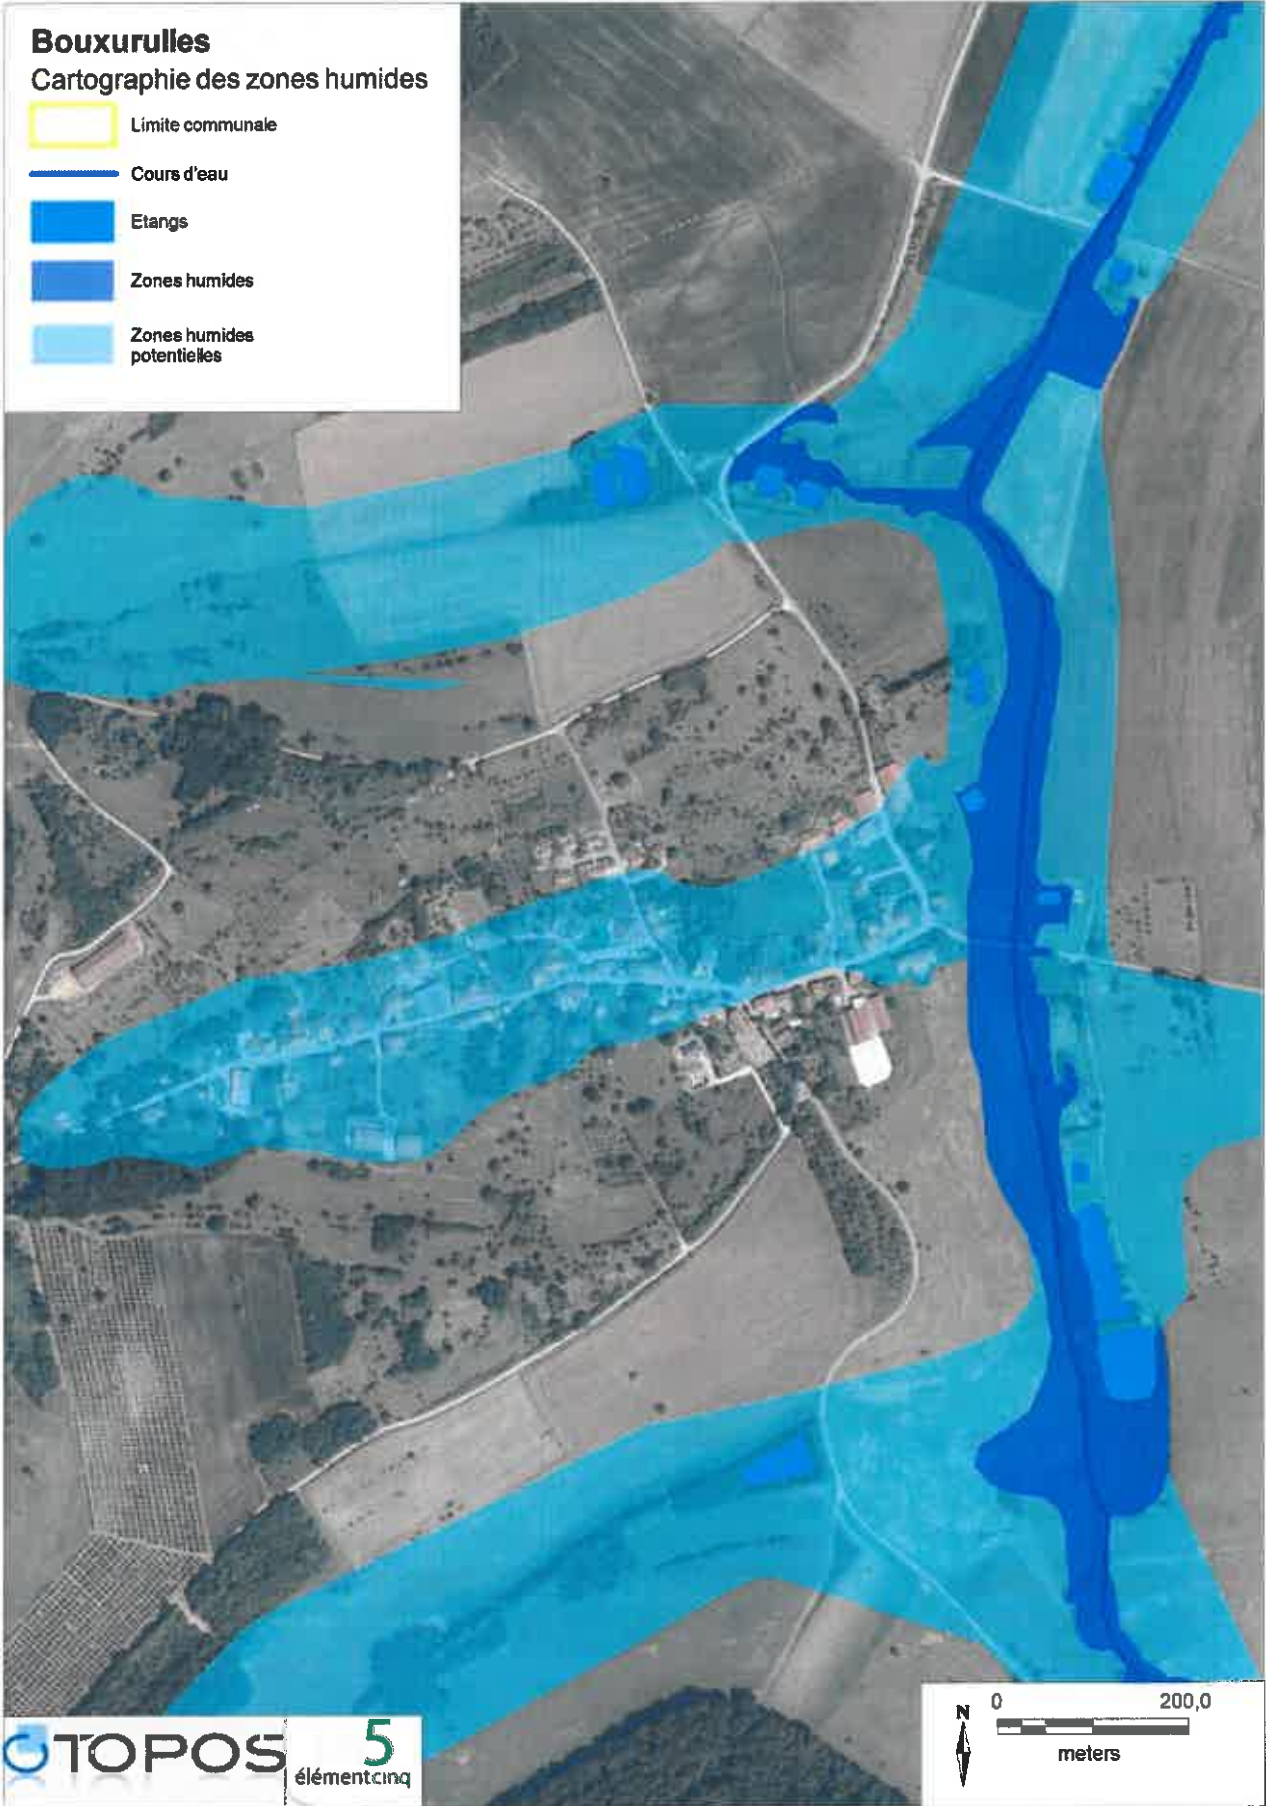 Bouxurulles
Cartographie des zones humides
Limite communale
Cours d'eau
Etangs
Zones humides
Zones humides
potentielles
TOPOS
5
élémentcinq
N
0 200,0
meters